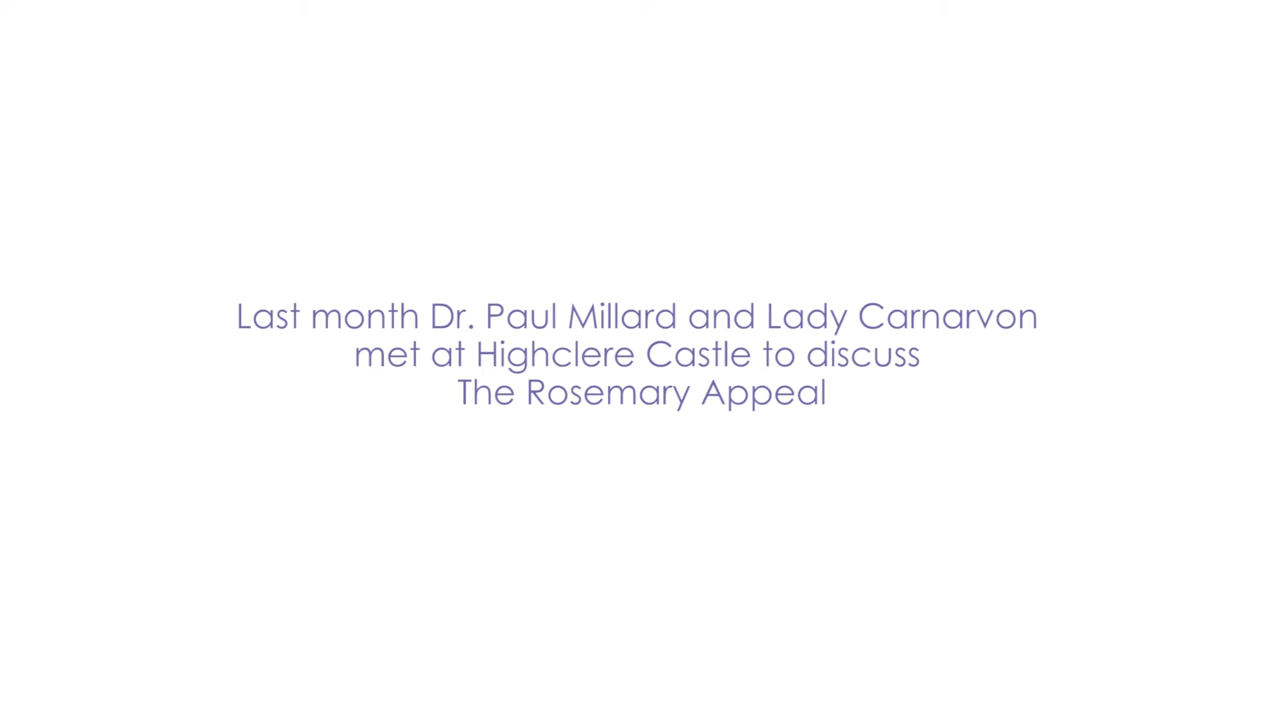 Last month Dr. Paul Millard and Lady Carnarvon
met at Highclere Castle to discuss
The Rosemary Appeal